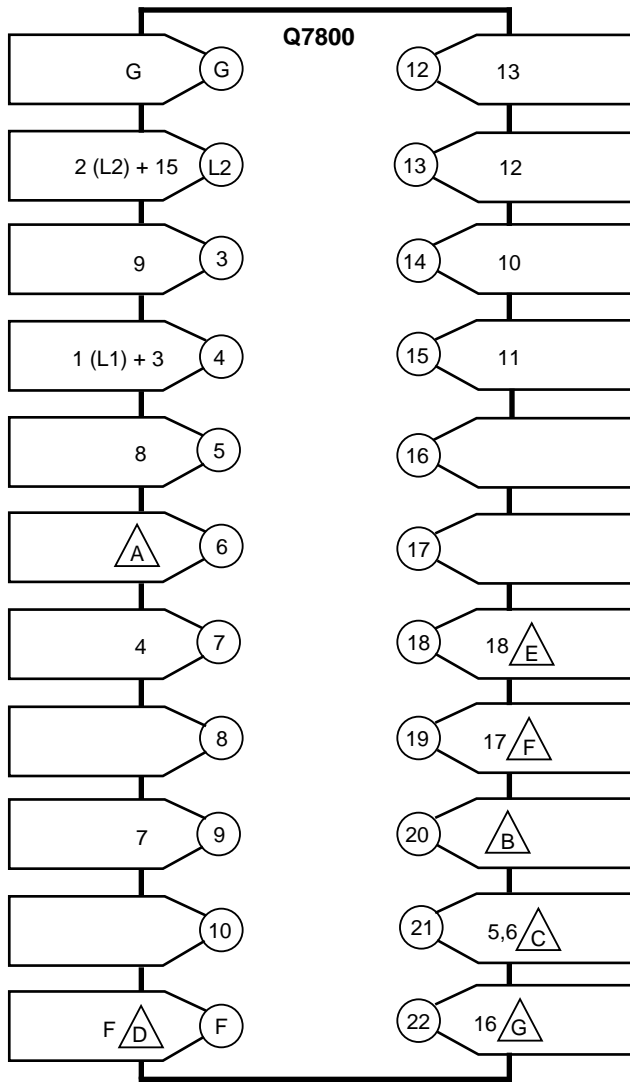 Q7800
G G 12 13
2 (L2) + 15 L2 13 12
9 3 14 10
1 (L1) + 3 4 15 11
8 5 16
A 6 17
4 7 18 18 E
8 19 17 F
7 9 20 B
10 21 5,6 C
F D F 22 16 G